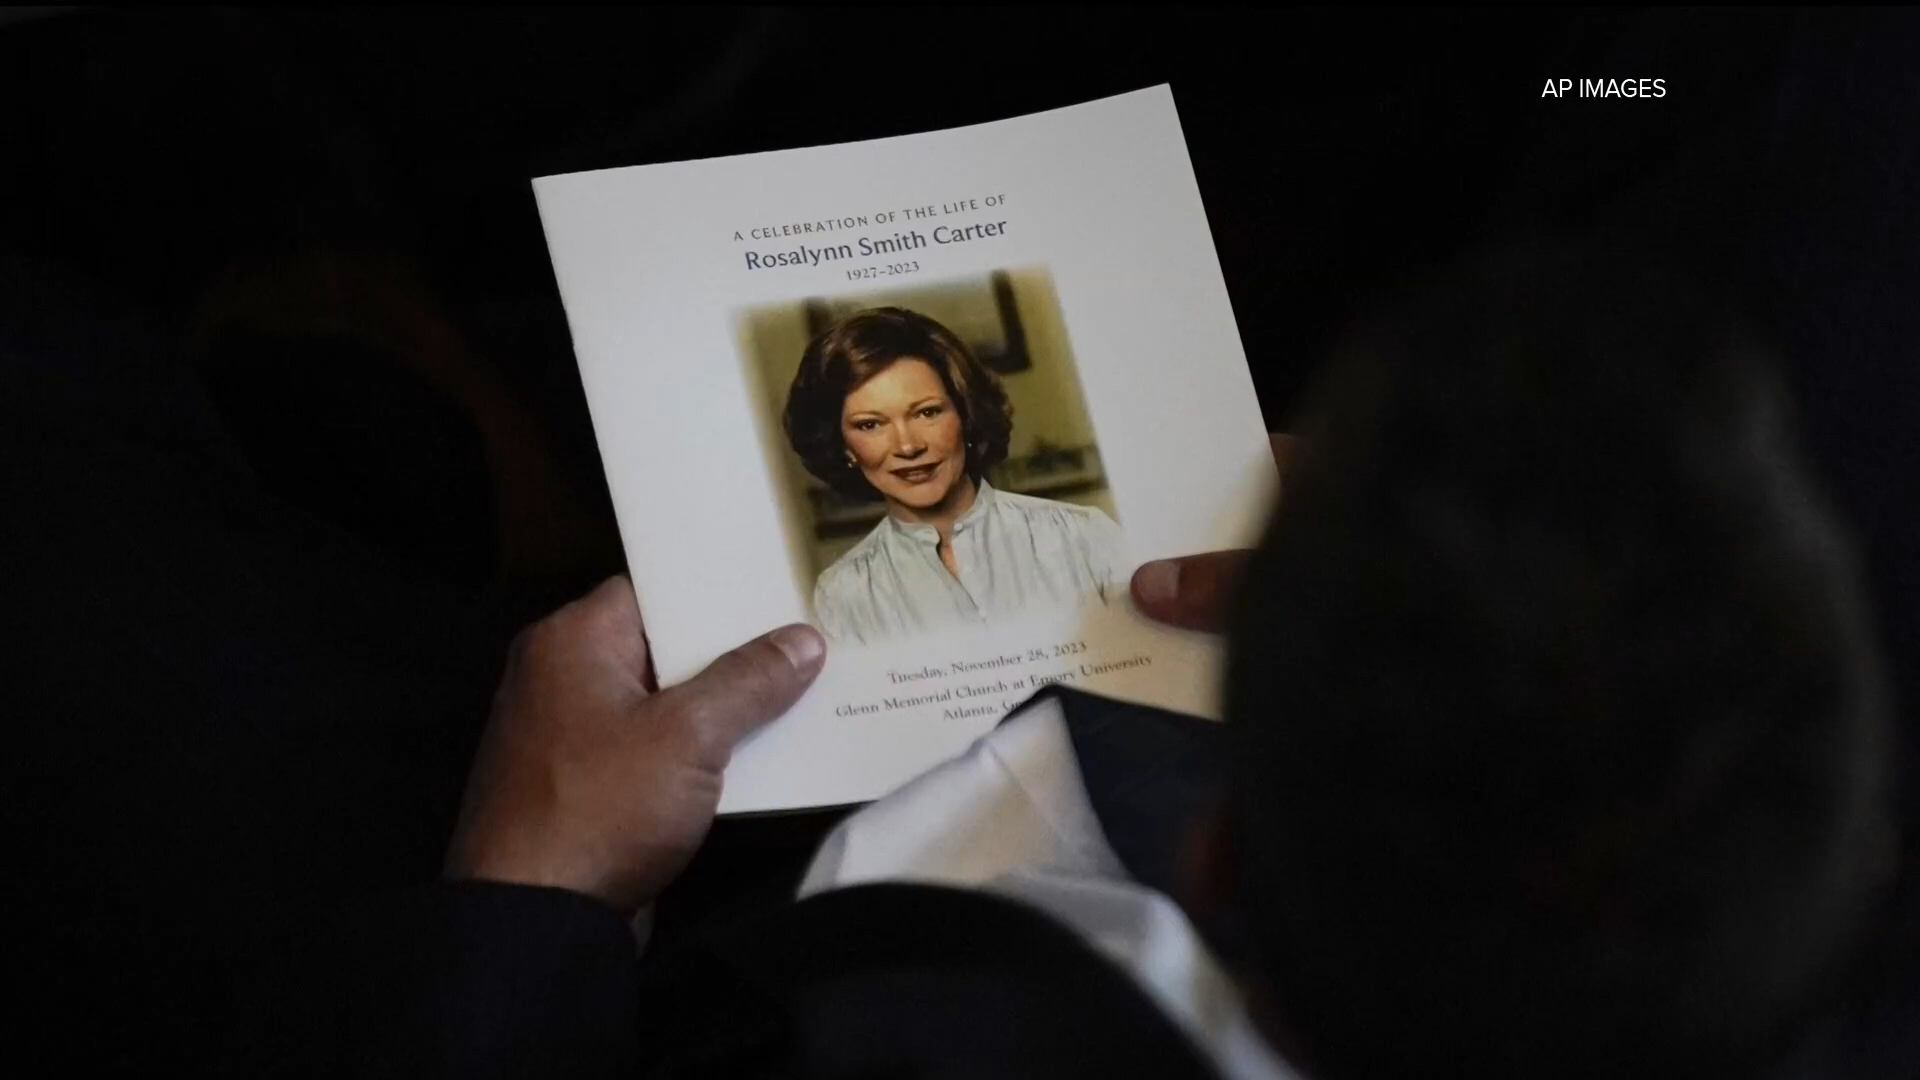 AP IMAGES
A CELEBRATION OF THE LIFE OF
Rosalynn Smith Carter
1927-2023
Tuesday, November 28, 2023
Glenn Memorial Church at Emory University
Atlanta,